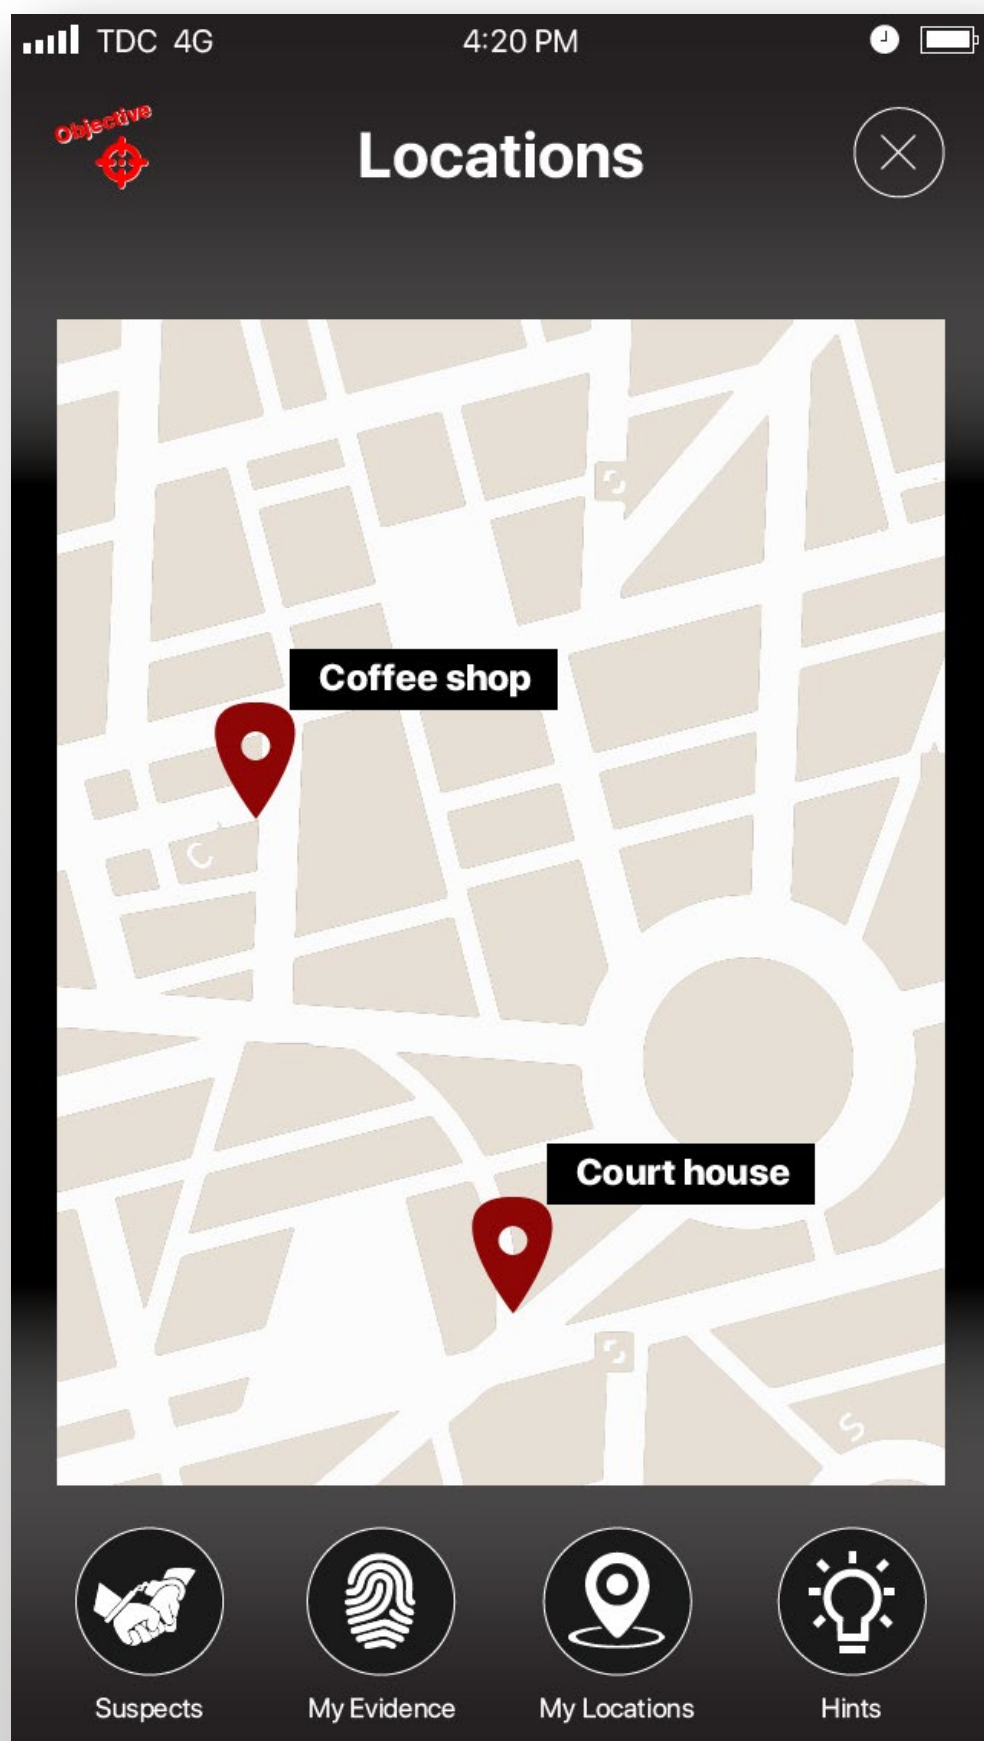 TDC 4G 4:20 PM
Objective
Locations
Coffee shop
C
Court house
S
Suspects My Evidence My Locations Hints